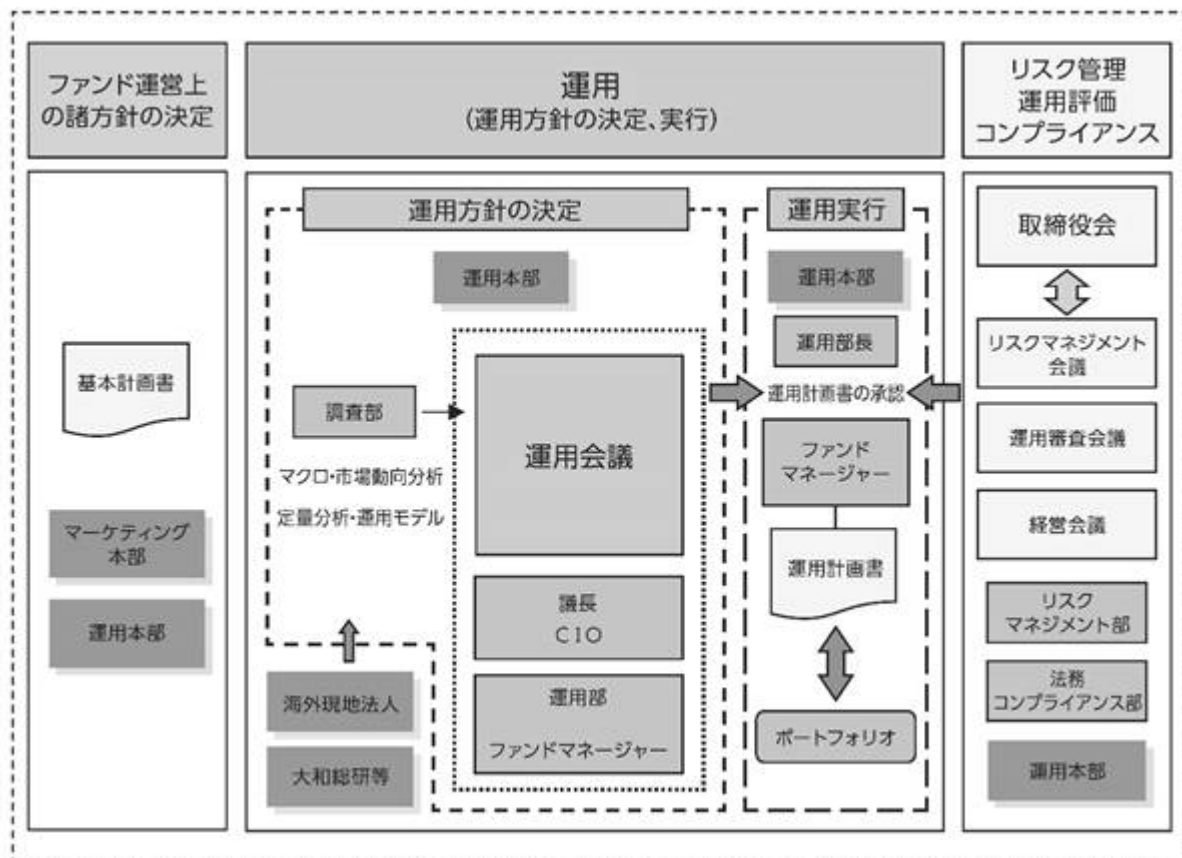 ファンド運営上
の諸方針の決定
運用
(運用方針の決定、実行)
リスク管理
運用評価
コンプライアンス
基本計画書
マーケティング
本部
運用本部
運用方針の決定
運用本部
調査部
マクロ・市場動向分析
定量分析・運用モデル
運用会議
議長
CIO
運用部
ファンドマネージャー
海外現地法人
大和総研等
運用実行
運用本部
運用部長
運用計画書の承認
ファンド
マネージャー
運用計画書
ポートフォリオ
取締役会
リスクマネジメント
会議
運用審査会議
経営会議
リスク
マネジメント部
法務
コンプライアンス部
運用本部